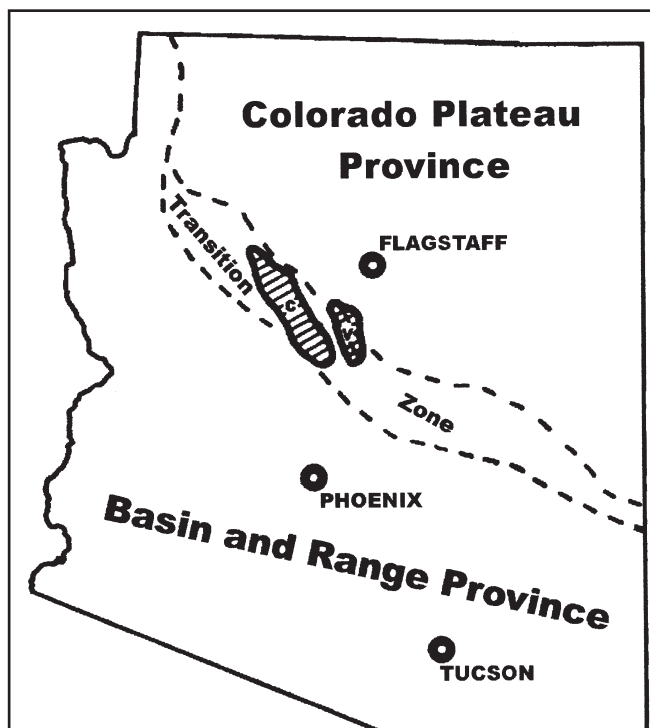 Colorado Plateau
Province
FLAGSTAFF
Transition
Zone
PHOENIX
Basin and Range Province
TUCSON